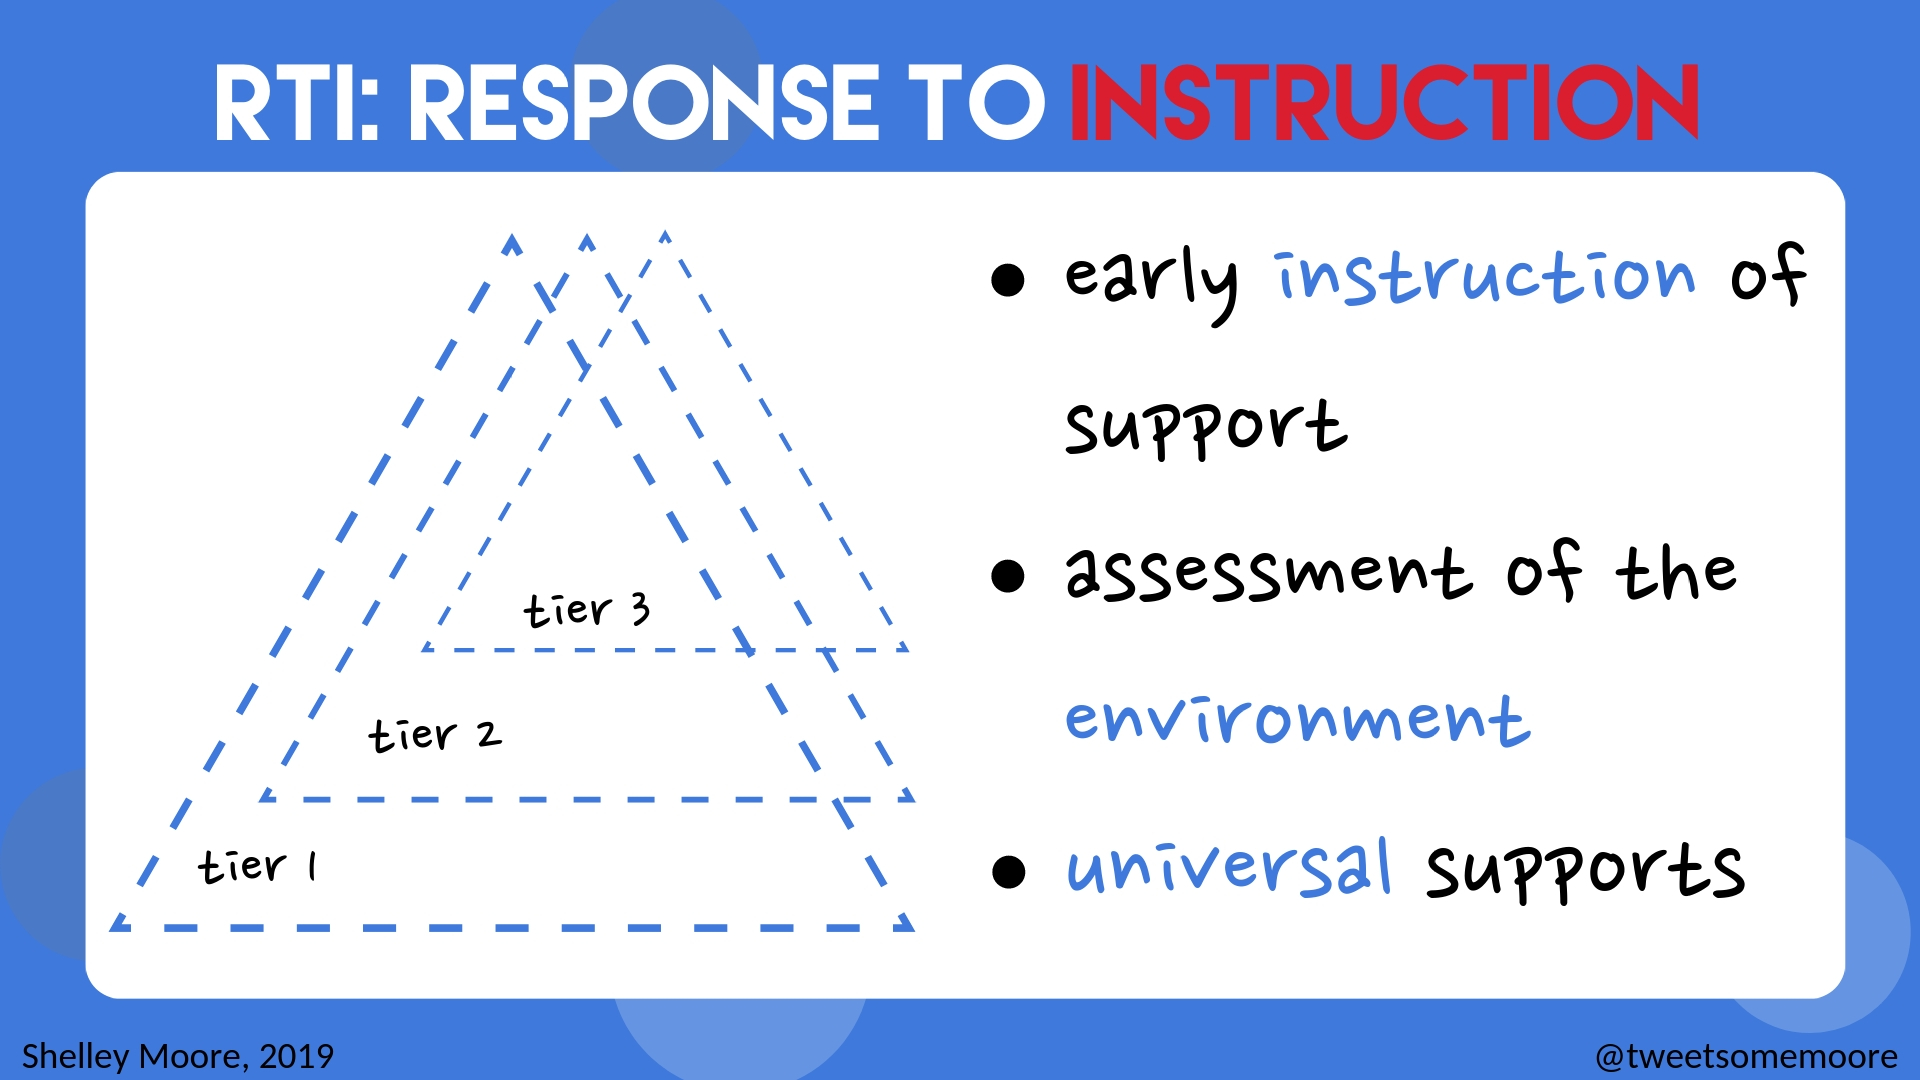 RTI: RESPONSE TO INSTRUCTION
tier 3
tier 2
tier 1
● early instruction of
support
● assessment of the
environment
● universal supports
Shelley Moore, 2019
@tweetsomemoore